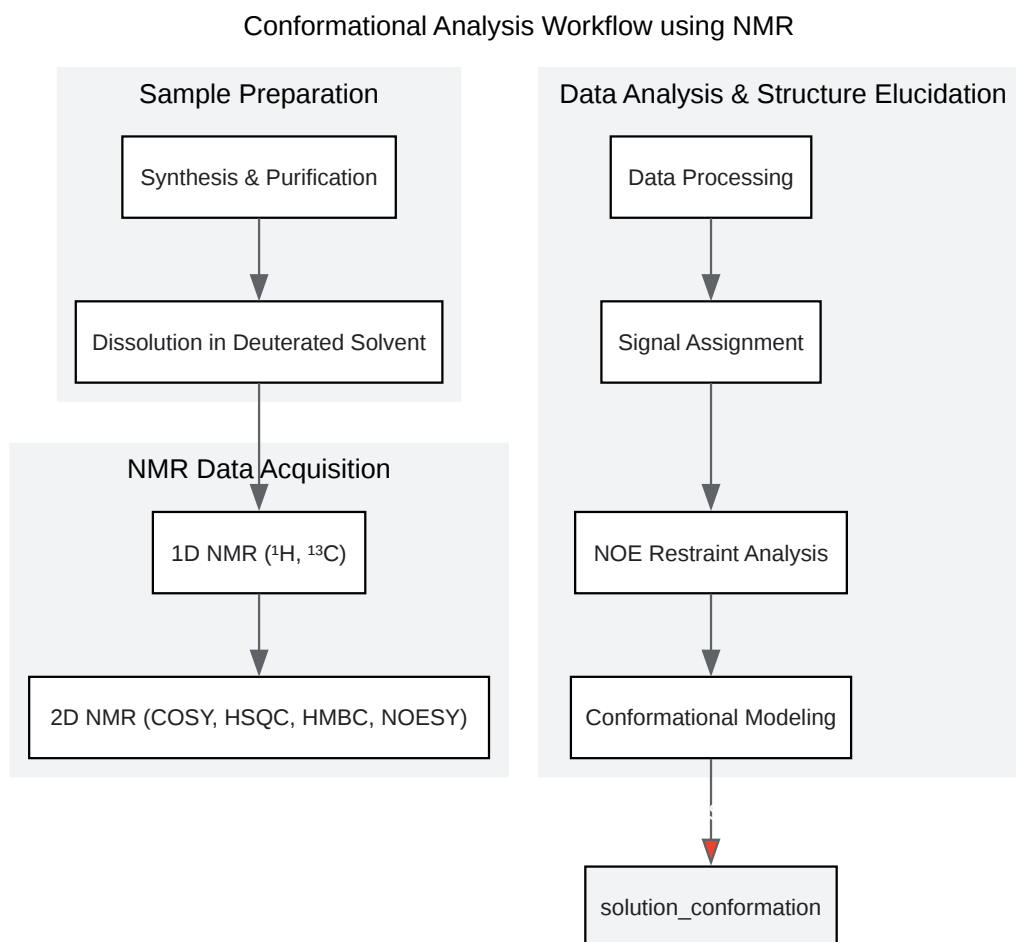 Conformational Analysis Workflow using NMR
Sample Preparation
Synthesis & Purification
Dissolution in Deuterated Solvent
NMR Data Acquisition
1D NMR (¹H, ¹³C)
2D NMR (COSY, HSQC, HMBC, NOESY)
Data Analysis & Structure Elucidation
Data Processing
Signal Assignment
NOE Restraint Analysis
Conformational Modeling
solution_conformation